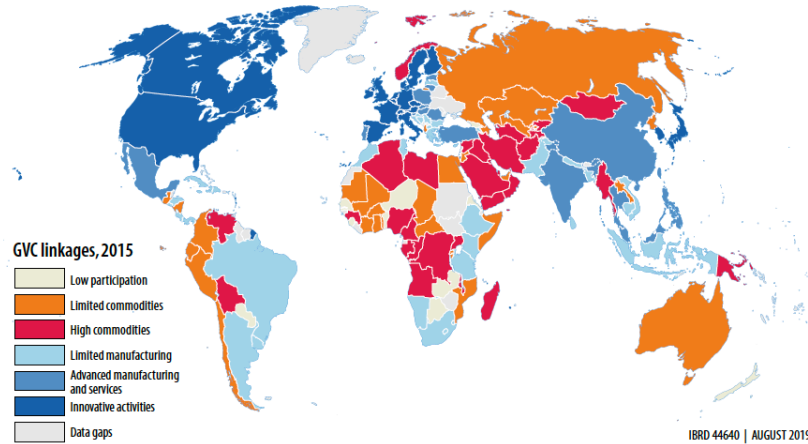 GVC linkages, 2015
Low participation
Limited commodities
High commodities
Limited manufacturing
Advanced manufacturing
and services
Innovative activities
Data gaps
IBRD 44640 | AUGUST 2019